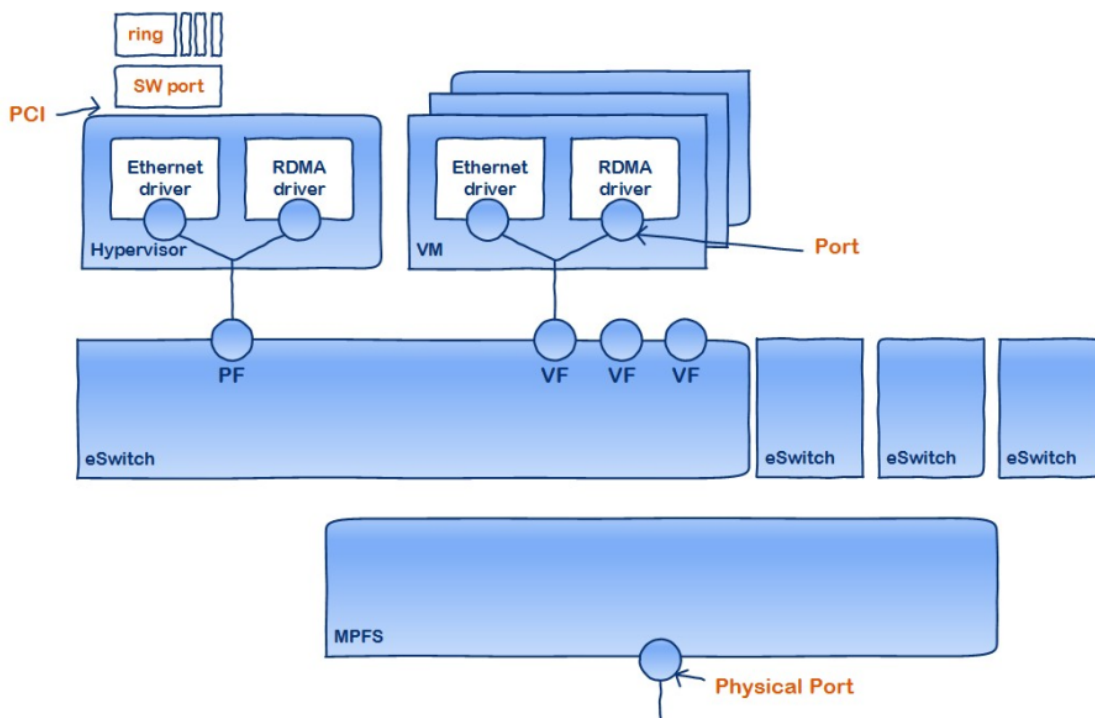 ring
SW port
PCI
Ethernet
driver
RDMA
driver
Hypervisor
Ethernet
driver
RDMA
driver
VM
Port
PF
VF
VF
VF
eSwitch
eSwitch
eSwitch
eSwitch
MPFS
Physical Port